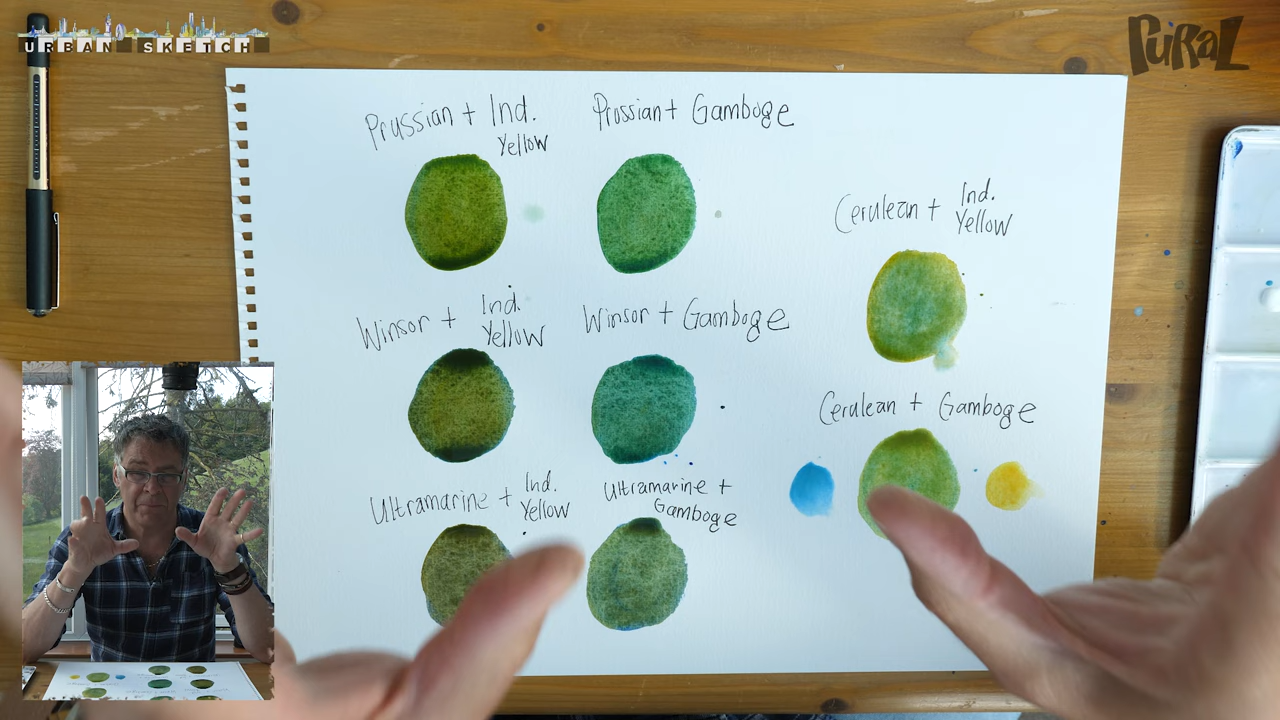 URBAN SKETCH
PURAL
Prussian + Ind.
Yellow
Prussian + Gamboge
Cerulean + Ind.
Yellow
Winsor + Ind.
Yellow
Winsor + Gamboge
Cerulean + Gamboge
Ultramarine + Ind.
Yellow
Ultramarine +
Gamboge